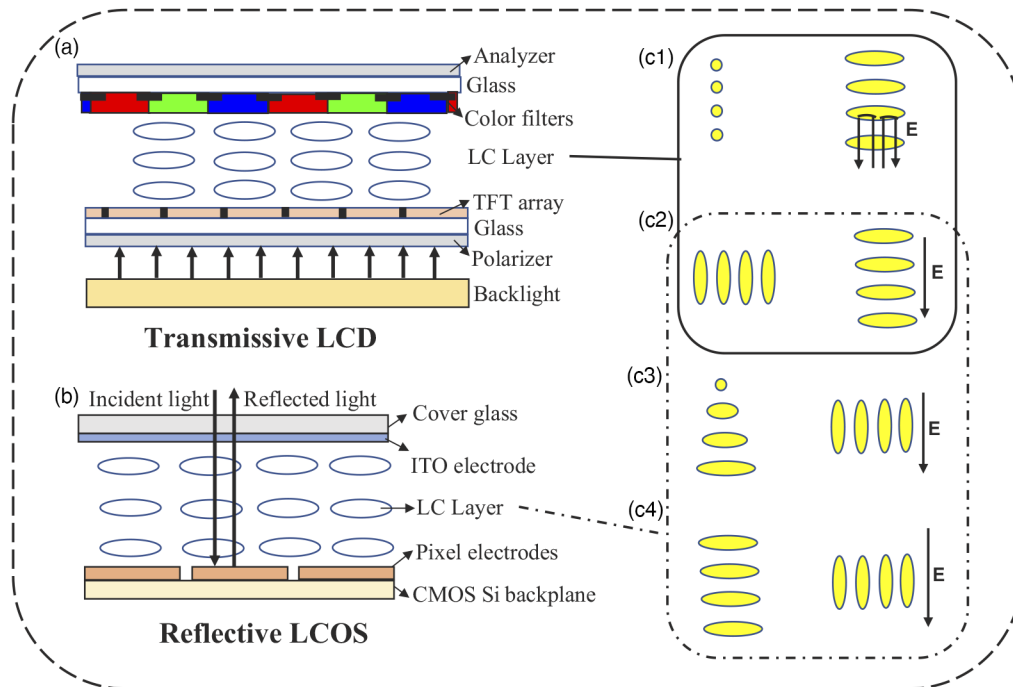 (a)
Analyzer
Glass
Color filters
LC Layer
TFT array
Glass
Polarizer
Backlight
Transmissive LCD
(b)
Incident light
Reflected light
Cover glass
ITO electrode
LC Layer
Pixel electrodes
CMOS Si backplane
Reflective LCOS
(c1)
E
(c2)
E
(c3)
E
(c4)
E